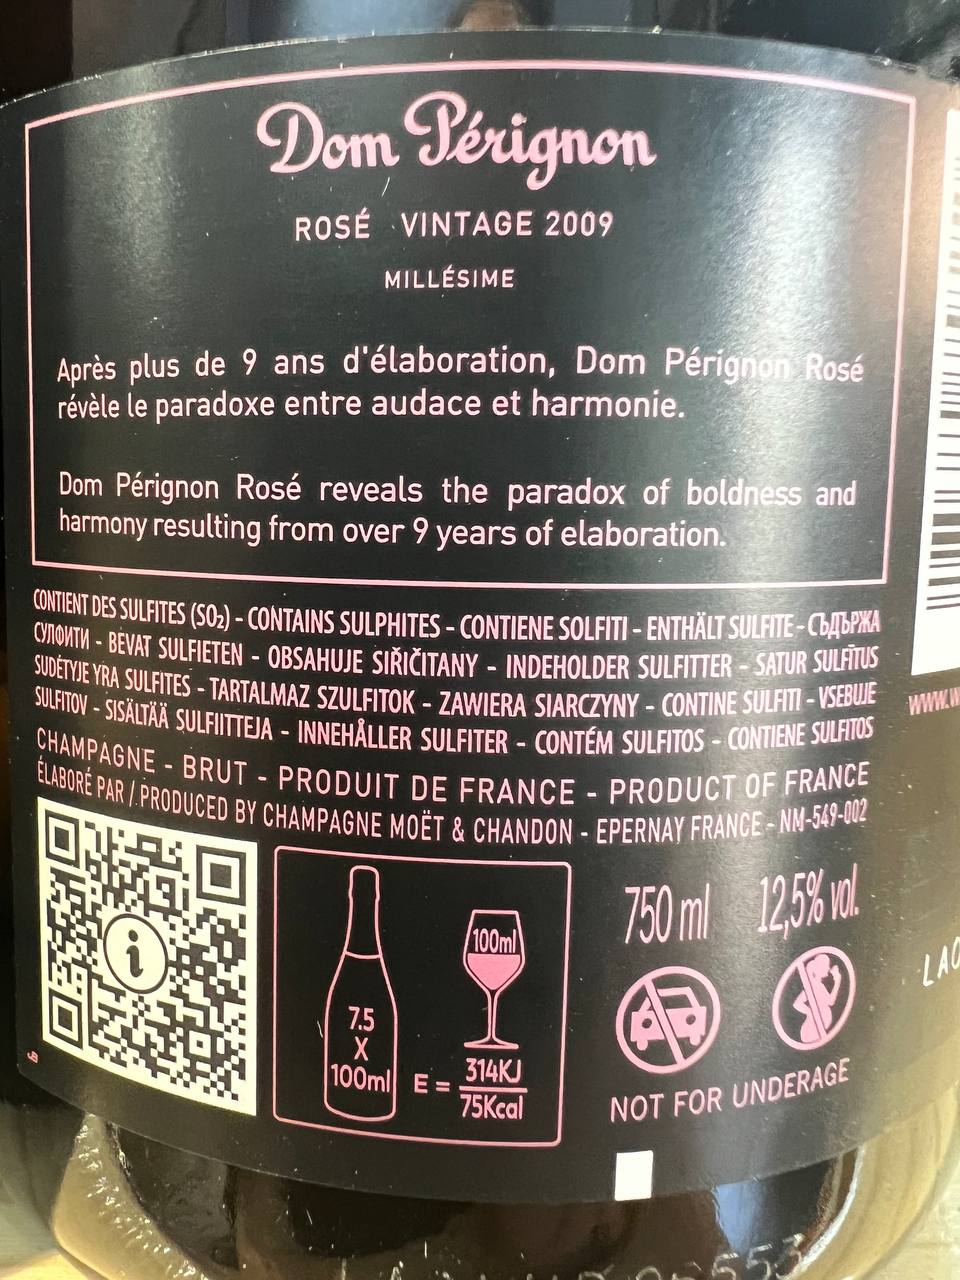 Dom Pérignon
ROSÉ VINTAGE 2009
MILLÉSIME
Après plus de 9 ans d'élaboration, Dom Pérignon Rosé
révèle le paradoxe entre audace et harmonie.
Dom Pérignon Rosé reveals the paradox of boldness and
harmony resulting from over 9 years of elaboration.
CONTIENT DES SULFITES (SO₂) - CONTAINS SULPHITES - CONTIENE SOLFITI - ENTHÄLT SULFITE - СЪДЪРЖА
СУЛФИТИ - BEVAT SULFIETEN - OBSAHUJE SIŘIČITANY - INDEHOLDER SULFITTER - SATUR SULFĪTUS
SUDĖTYJE YRA SULFITES - TARTALMAZ SZULFITOK - ZAWIERA SIARCZYNY - CONTINE SULFITI - VSEBUJE
SULFITOV - SISÄLTÄÄ SULFIITTEJA - INNEHÅLLER SULFITER - CONTÉM SULFITOS - CONTIENE SULFITOS
CHAMPAGNE - BRUT - PRODUIT DE FRANCE - PRODUCT OF FRANCE
ÉLABORÉ PAR / PRODUCED BY CHAMPAGNE MOËT & CHANDON - EPERNAY FRANCE - NM-549-002
i
7.5
X
100ml
100ml
E = 314KJ
75Kcal
750 ml 12,5% vol.
NOT FOR UNDERAGE
WWW.W
LAO